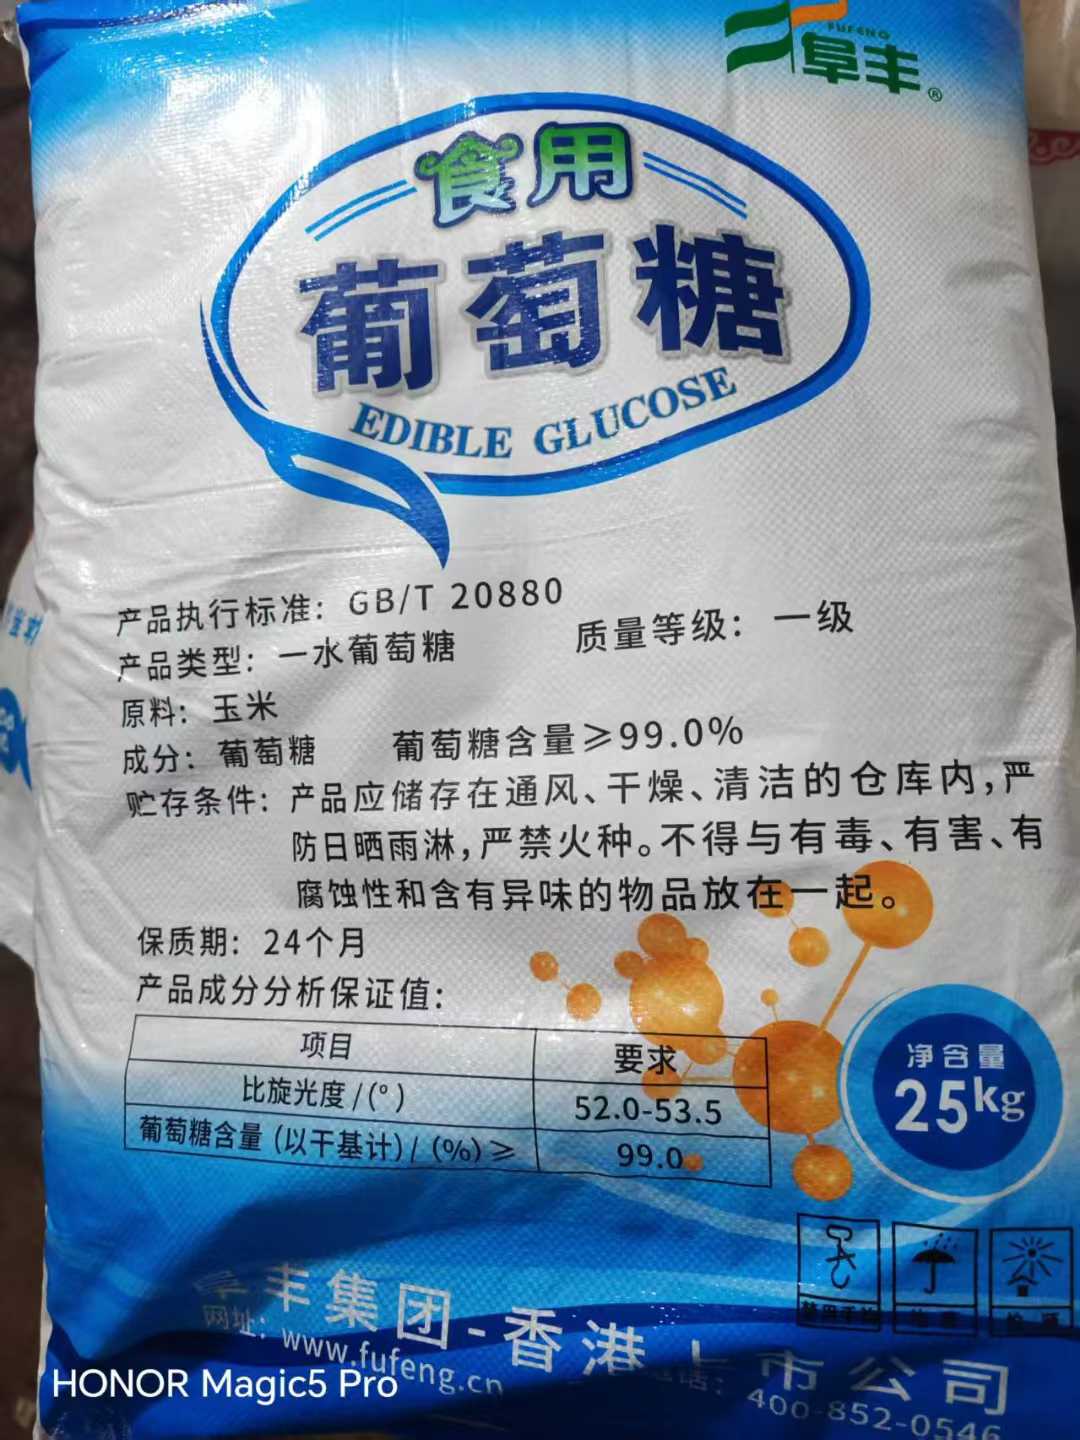 FUFENG
阜丰®
食用
葡萄糖
EDIBLE GLUCOSE
产品执行标准：GB/T 20880
产品类型：一水葡萄糖 质量等级：一级
原料：玉米
成分：葡萄糖 葡萄糖含量≥99.0%
贮存条件：产品应储存在通风、干燥、清洁的仓库内，严
防日晒雨淋，严禁火种。不得与有毒、有害、有
腐蚀性和含有异味的物品放在一起。
保质期：24个月
产品成分分析保证值：
项目 要求
比旋光度/(°) 52.0-53.5
葡萄糖含量（以干基计）/（%）≥ 99.0
净含量
25kg
阜丰集团-香港上市公司
网址：www.fufeng.cn
400-852-0546
HONOR Magic5 Pro